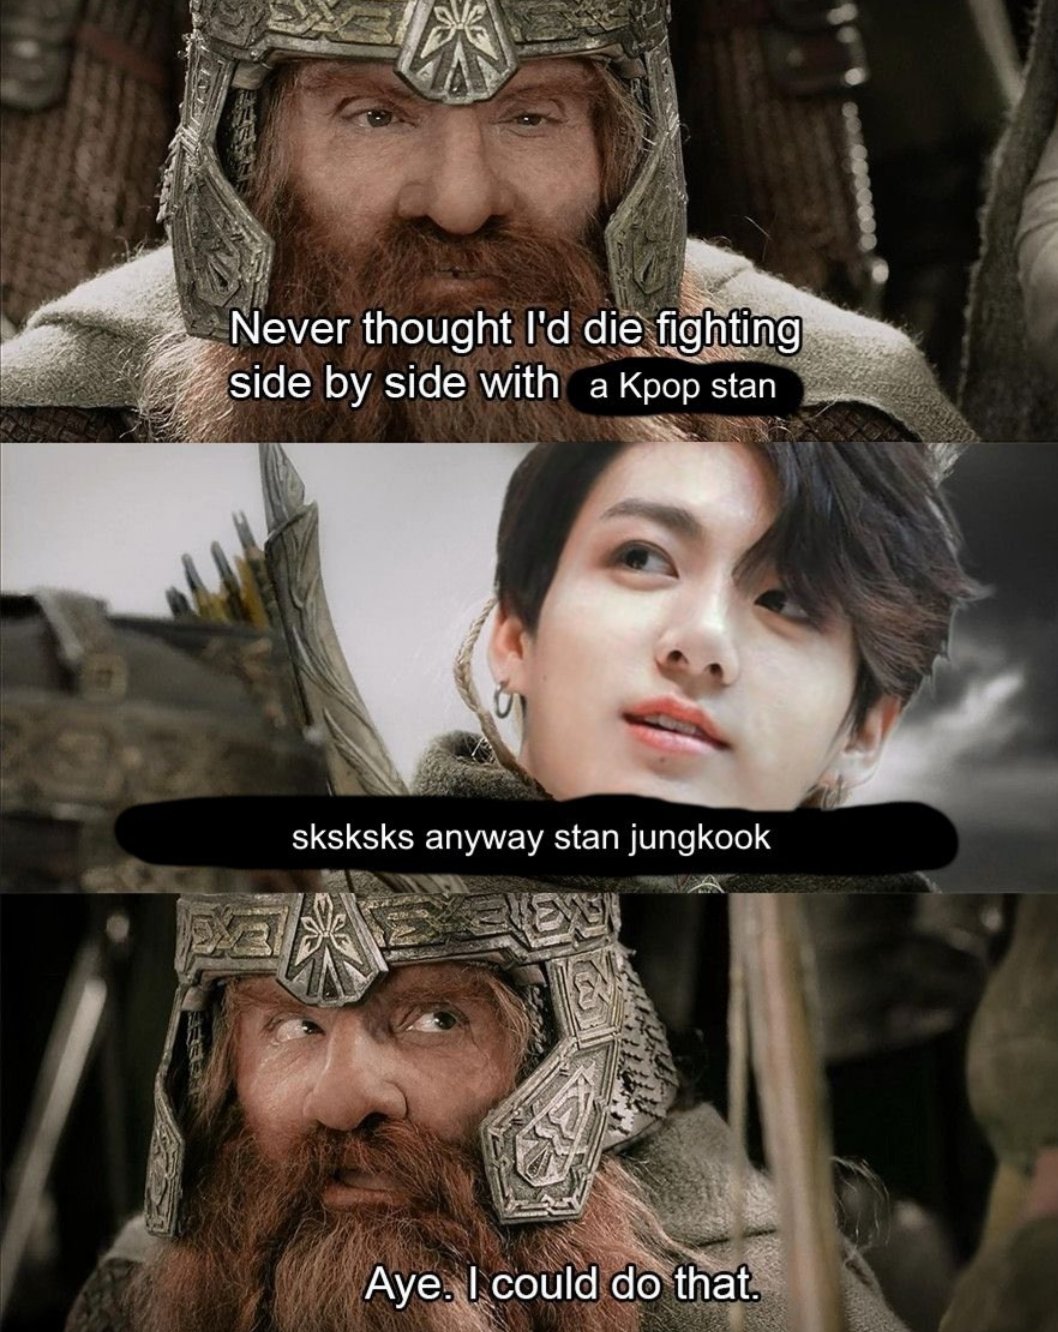 Never thought I'd die fighting
side by side with a Kpop stan
sksksks anyway stan jungkook
Aye. I could do that.